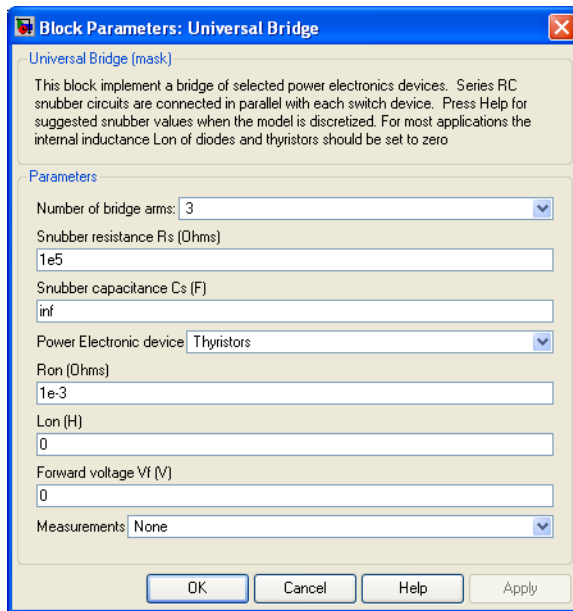 Block Parameters: Universal Bridge
Universal Bridge (mask)
This block implement a bridge of selected power electronics devices. Series RC
snubber circuits are connected in parallel with each switch device. Press Help for
suggested snubber values when the model is discretized. For most applications the
internal inductance Lon of diodes and thyristors should be set to zero
Parameters
Number of bridge arms: 3
Snubber resistance Rs (Ohms)
1e5
Snubber capacitance Cs (F)
inf
Power Electronic device Thyristors
Ron (Ohms)
1e-3
Lon (H)
0
Forward voltage Vf (V)
0
Measurements None
OK Cancel Help Apply